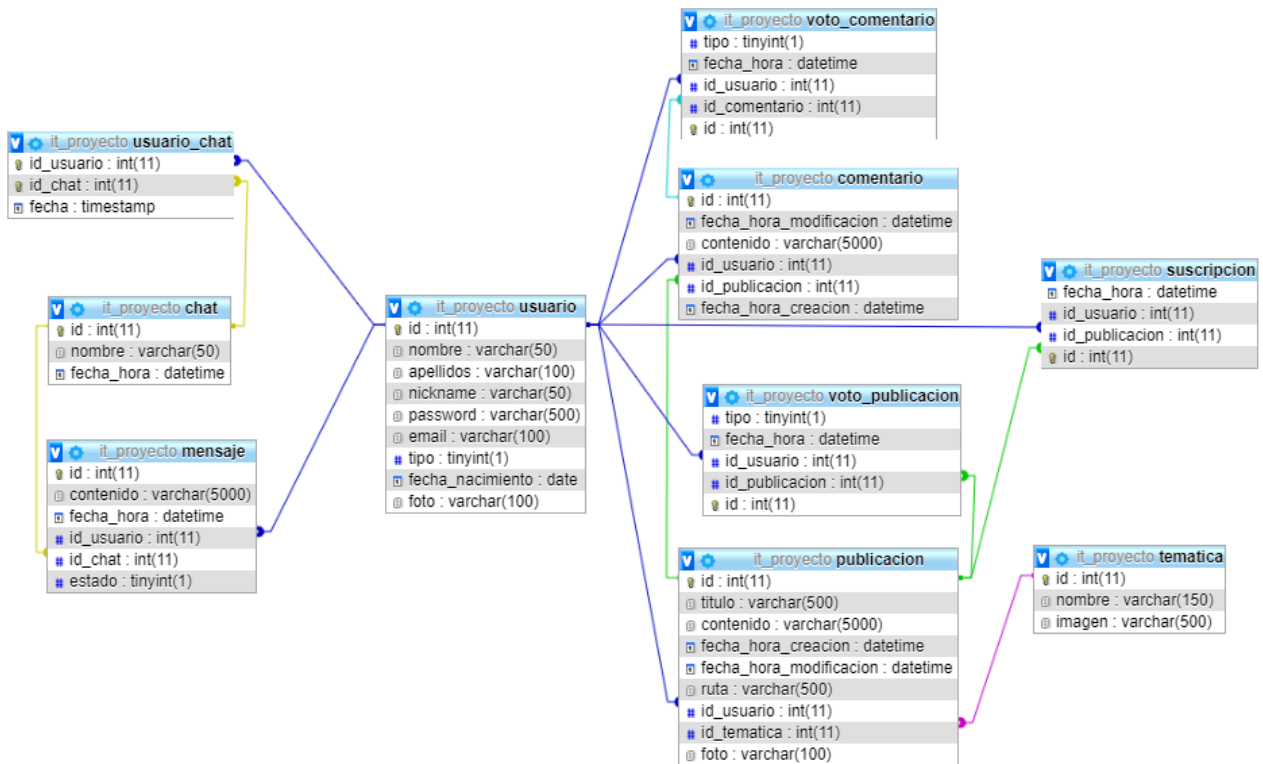 it_proyecto voto_comentario
tipo : tinyint(1)
fecha_hora : datetime
id_usuario : int(11)
id_comentario : int(11)
id : int(11)
it_proyecto usuario_chat
id_usuario : int(11)
id_chat : int(11)
fecha : timestamp
it_proyecto comentario
id : int(11)
fecha_hora_modificacion : datetime
contenido : varchar(5000)
id_usuario : int(11)
id_publicacion : int(11)
fecha_hora_creacion : datetime
it_proyecto suscripcion
fecha_hora : datetime
id_usuario : int(11)
id_publicacion : int(11)
id : int(11)
it_proyecto chat
id : int(11)
nombre : varchar(50)
fecha_hora : datetime
it_proyecto usuario
id : int(11)
nombre : varchar(50)
apellidos : varchar(100)
nickname : varchar(50)
password : varchar(500)
email : varchar(100)
tipo : tinyint(1)
fecha_nacimiento : date
foto : varchar(100)
it_proyecto voto_publicacion
tipo : tinyint(1)
fecha_hora : datetime
id_usuario : int(11)
id_publicacion : int(11)
id : int(11)
it_proyecto mensaje
id : int(11)
contenido : varchar(5000)
fecha_hora : datetime
id_usuario : int(11)
id_chat : int(11)
estado : tinyint(1)
it_proyecto publicacion
id : int(11)
titulo : varchar(500)
contenido : varchar(5000)
fecha_hora_creacion : datetime
fecha_hora_modificacion : datetime
ruta : varchar(500)
id_usuario : int(11)
id_tematica : int(11)
foto : varchar(100)
it_proyecto tematica
id : int(11)
nombre : varchar(150)
imagen : varchar(500)